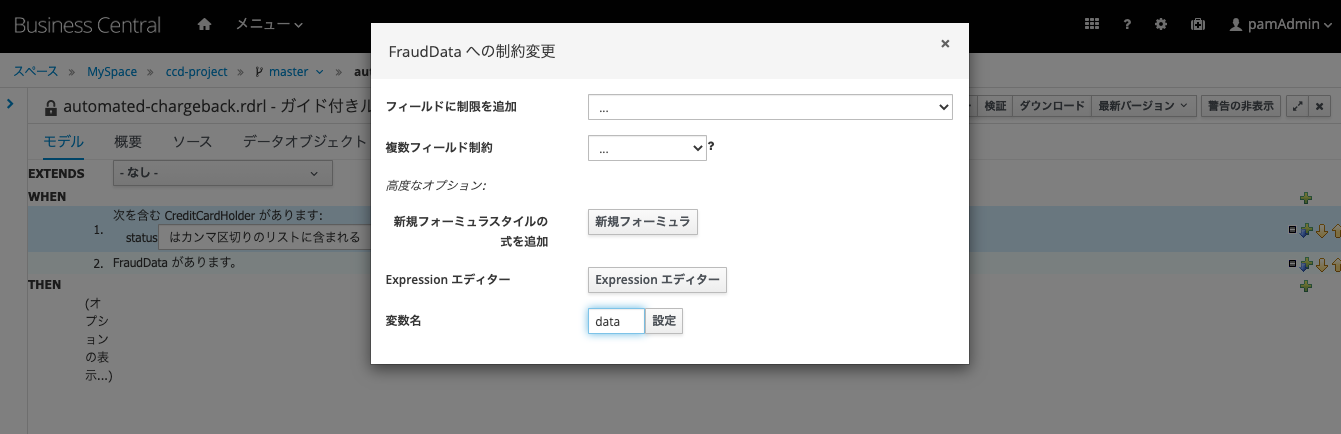 Business Central
メニュー
pamAdmin
スペース » MySpace » ccd-project » master » au
automated-chargeback.rdrl - ガイド付きル
検証
ダウンロード
最新バージョン
警告の非表示
モデル
概要
ソース
データオブジェクト
EXTENDS
- なし -
WHEN
1.
次を含む CreditCardHolder があります:
status
はカンマ区切りのリストに含まれる
2.
FraudData があります。
THEN
(オ
プシ
ョン
の表
示...)
FraudData への制約変更
×
フィールドに制限を追加
...
複数フィールド制約
...
?
高度なオプション:
新規フォーミュラスタイルの
式を追加
新規フォーミュラ
Expression エディター
Expression エディター
変数名
data
設定